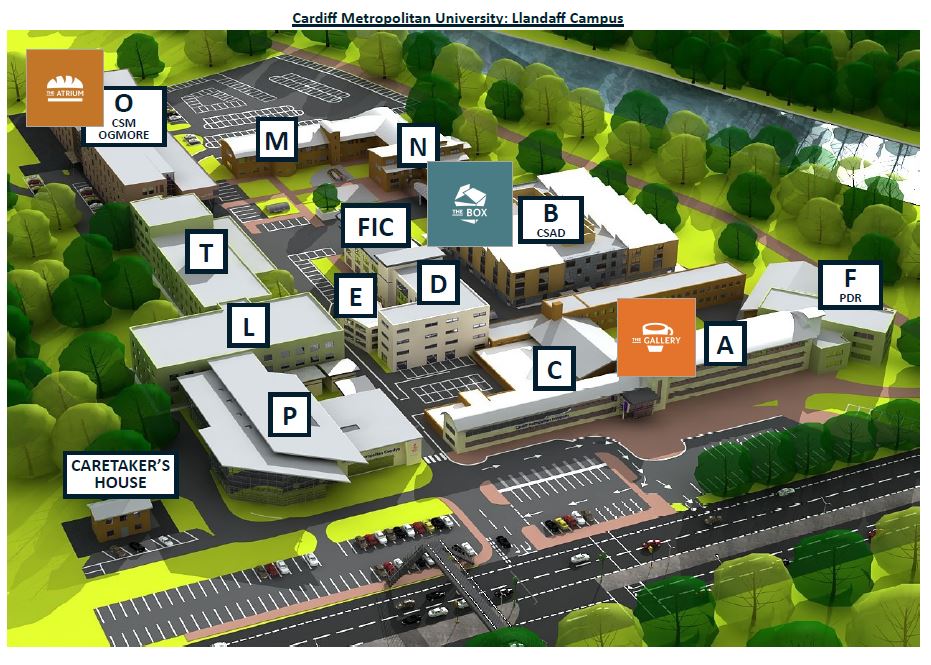 Cardiff Metropolitan University: Llandaff Campus
THE ATRIUM
O
CSM
OGMORE
M
N
THE BOX
B
CSAD
FIC
T
E
D
F
PDR
L
THE GALLERY
A
C
P
CARETAKER'S
HOUSE